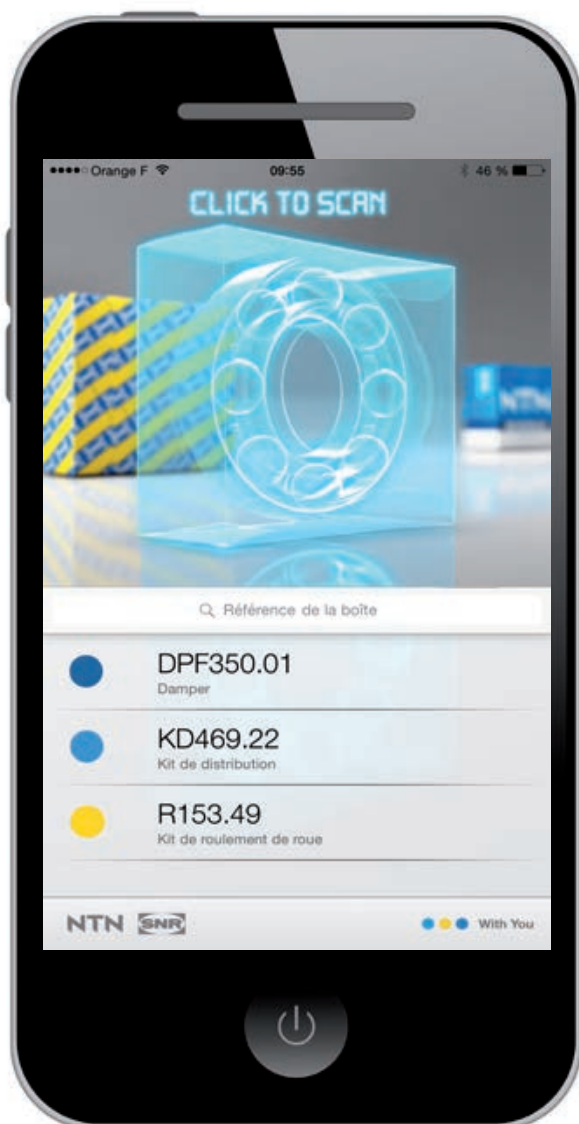 Orange F 09:55 46 %
CLICK TO SCAN
NTN
Référence de la boîte
DPF350.01
Damper
KD469.22
Kit de distribution
R153.49
Kit de roulement de roue
NTN SNR With You